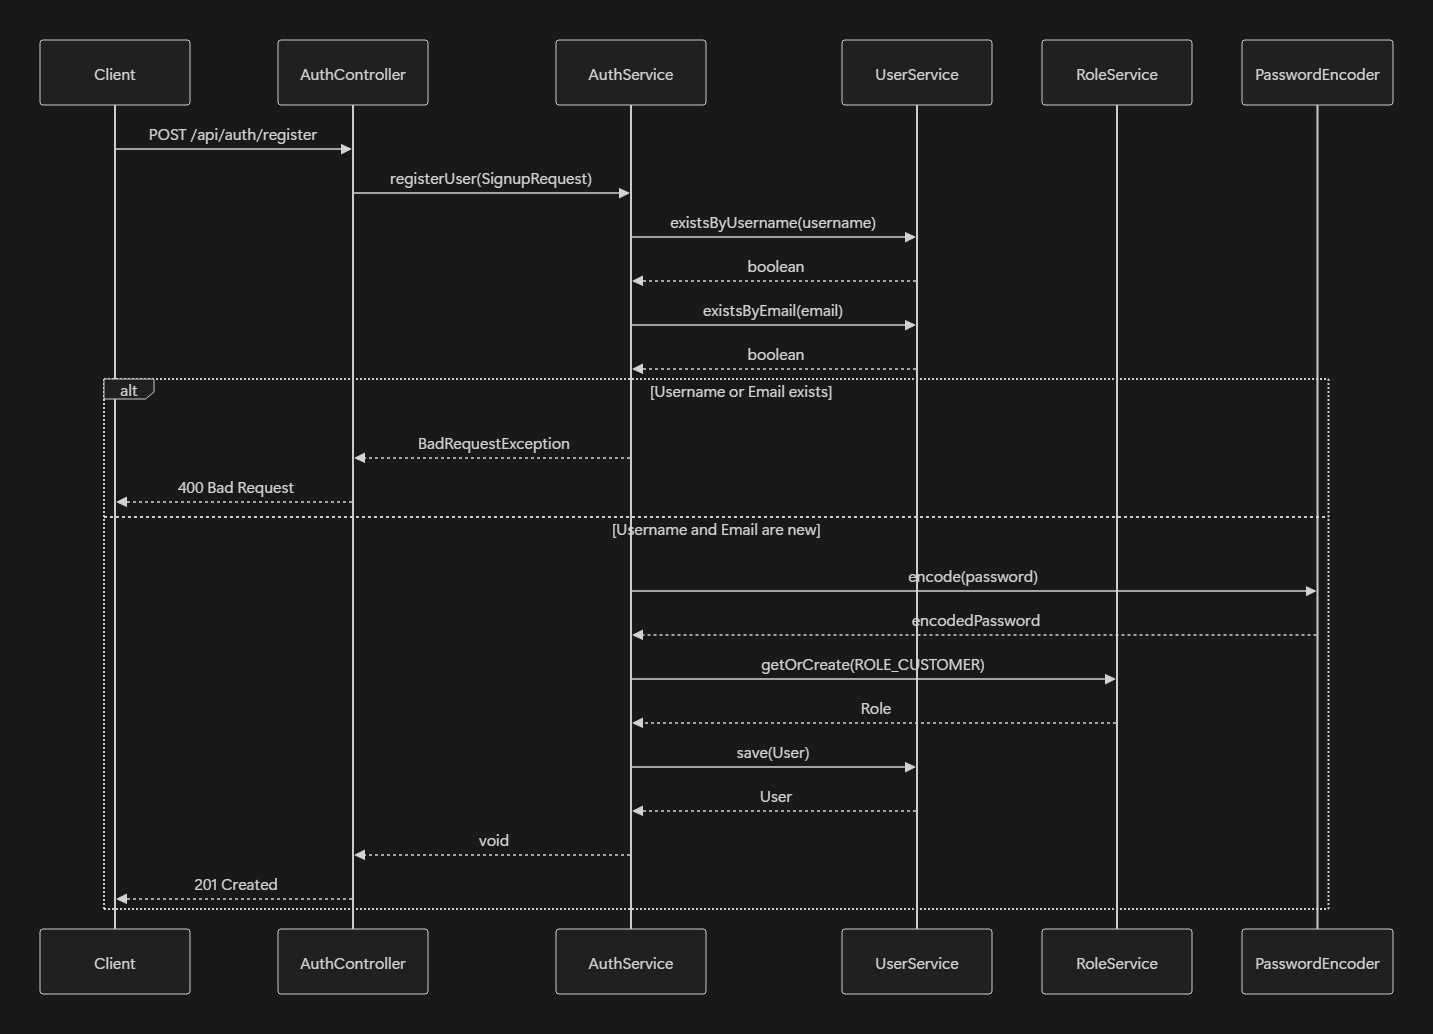 Client
AuthController
AuthService
UserService
RoleService
PasswordEncoder
POST /api/auth/register
registerUser(SignupRequest)
existsByUsername(username)
boolean
existsByEmail(email)
boolean
alt
[Username or Email exists]
BadRequestException
400 Bad Request
[Username and Email are new]
encode(password)
encodedPassword
getOrCreate(ROLE_CUSTOMER)
Role
save(User)
User
void
201 Created
Client
AuthController
AuthService
UserService
RoleService
PasswordEncoder